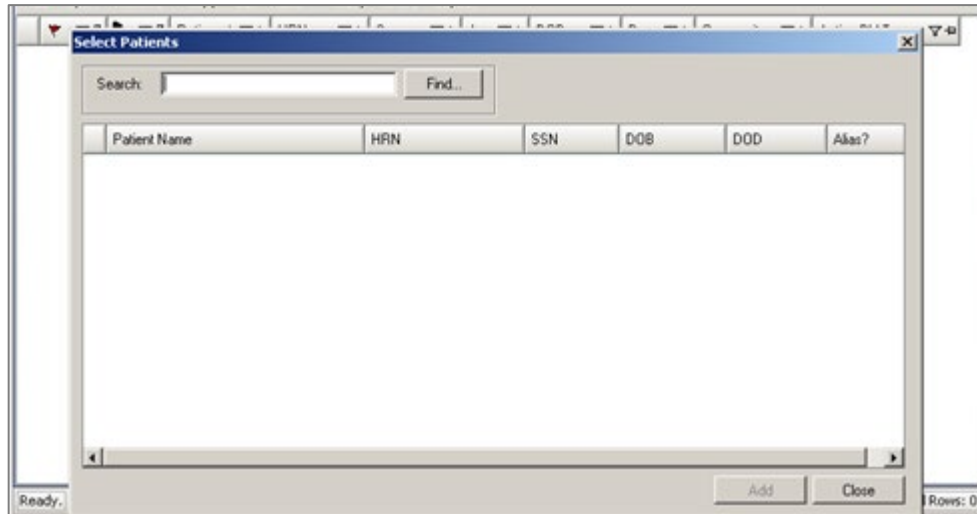 Select Patients
Search:
Find...
Patient Name HRN SSN DOB DOD Alias?
Add Close
Ready. Rows: 0